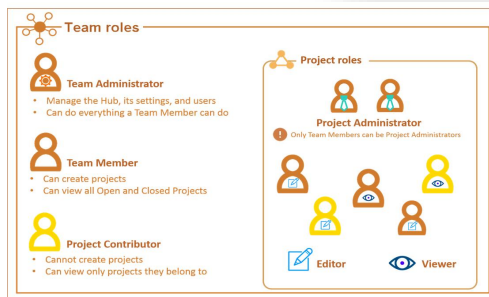 Team roles
Team Administrator
• Manage the Hub, its settings, and users
• Can do everything a Team Member can do
Team Member
• Can create projects
• Can view all Open and Closed Projects
Project Contributor
• Cannot create projects
• Can view only projects they belong to
Project roles
Project Administrator
! Only Team Members can be Project Administrators
Editor
Viewer